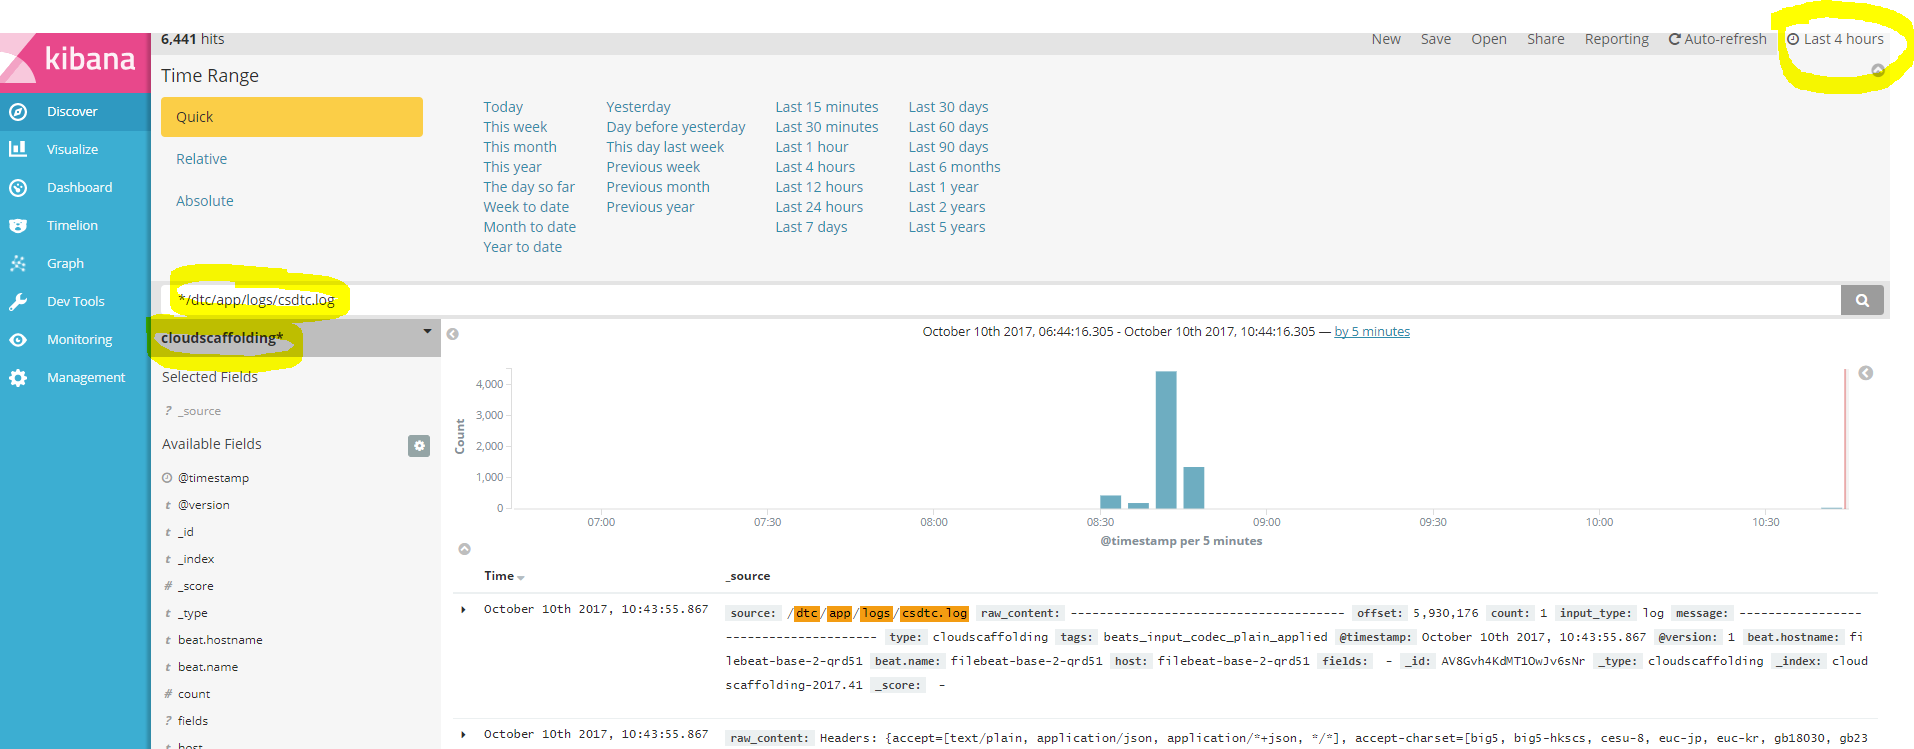 6,441 hits
New Save Open Share Reporting Auto-refresh Last 4 hours
kibana
Discover
Visualize
Dashboard
Timelion
Graph
Dev Tools
Monitoring
Management
Time Range
Quick
Relative
Absolute
Today Yesterday Last 15 minutes Last 30 days
This week Day before yesterday Last 30 minutes Last 60 days
This month This day last week Last 1 hour Last 90 days
This year Previous week Last 4 hours Last 6 months
The day so far Previous month Last 12 hours Last 1 year
Week to date Previous year Last 24 hours Last 2 years
Month to date Last 7 days Last 5 years
Year to date
*/dtc/app/logs/csdtc.log
cloudscaffolding*
Selected Fields
? _source
Available Fields
@timestamp
t @version
t _id
t _index
# _score
t _type
t beat.hostname
t beat.name
# count
? fields
t host
October 10th 2017, 06:44:16.305 - October 10th 2017, 10:44:16.305 — by 5 minutes
Count
4,000
3,000
2,000
1,000
0
07:00 07:30 08:00 08:30 09:00 09:30 10:00 10:30
@timestamp per 5 minutes
Time _source
October 10th 2017, 10:43:55.867 source: /dtc/app/logs/csdtc.log raw_content: -------------------------------------- offset: 5,930,176 count: 1 input_type: log message: -----------------
--------------------- type: cloudscaffolding tags: beats_input_codec_plain_applied @timestamp: October 10th 2017, 10:43:55.867 @version: 1 beat.hostname: fi
lebeat-base-2-qrd51 beat.name: filebeat-base-2-qrd51 host: filebeat-base-2-qrd51 fields: - _id: AV8Gvh4KdMT1OwJv6sNr _type: cloudscaffolding _index: cloud
scaffolding-2017.41 _score: -
October 10th 2017, 10:43:55.867 raw_content: Headers: {accept=[text/plain, application/json, application/*+json, */*], accept-charset=[big5, big5-hkscs, cesu-8, euc-jp, euc-kr, gb18030, gb23